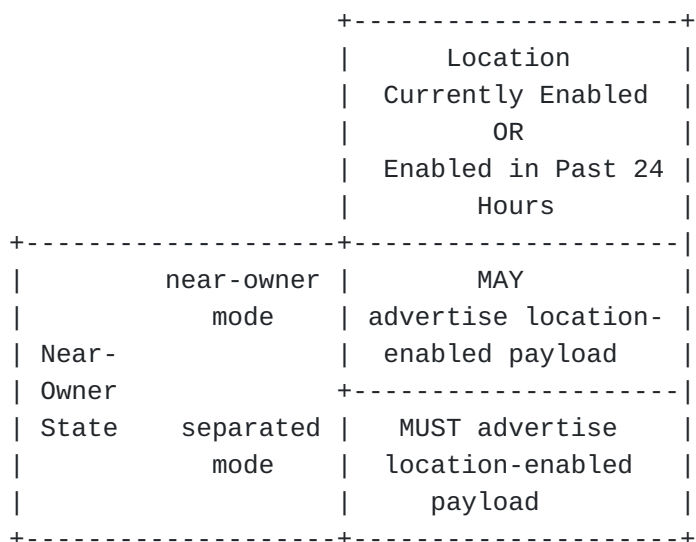 +---------------------+
|      Location       |
|  Currently Enabled  |
|         OR          |
|  Enabled in Past 24 |
|        Hours        |
+--------------------+---------------------|
|         near-owner |         MAY         |
|            mode    | advertise location- |
| Near-              |  enabled payload    |
| Owner              +---------------------|
| State    separated |   MUST advertise    |
|            mode    |  location-enabled   |
|                    |     payload         |
+--------------------+---------------------+